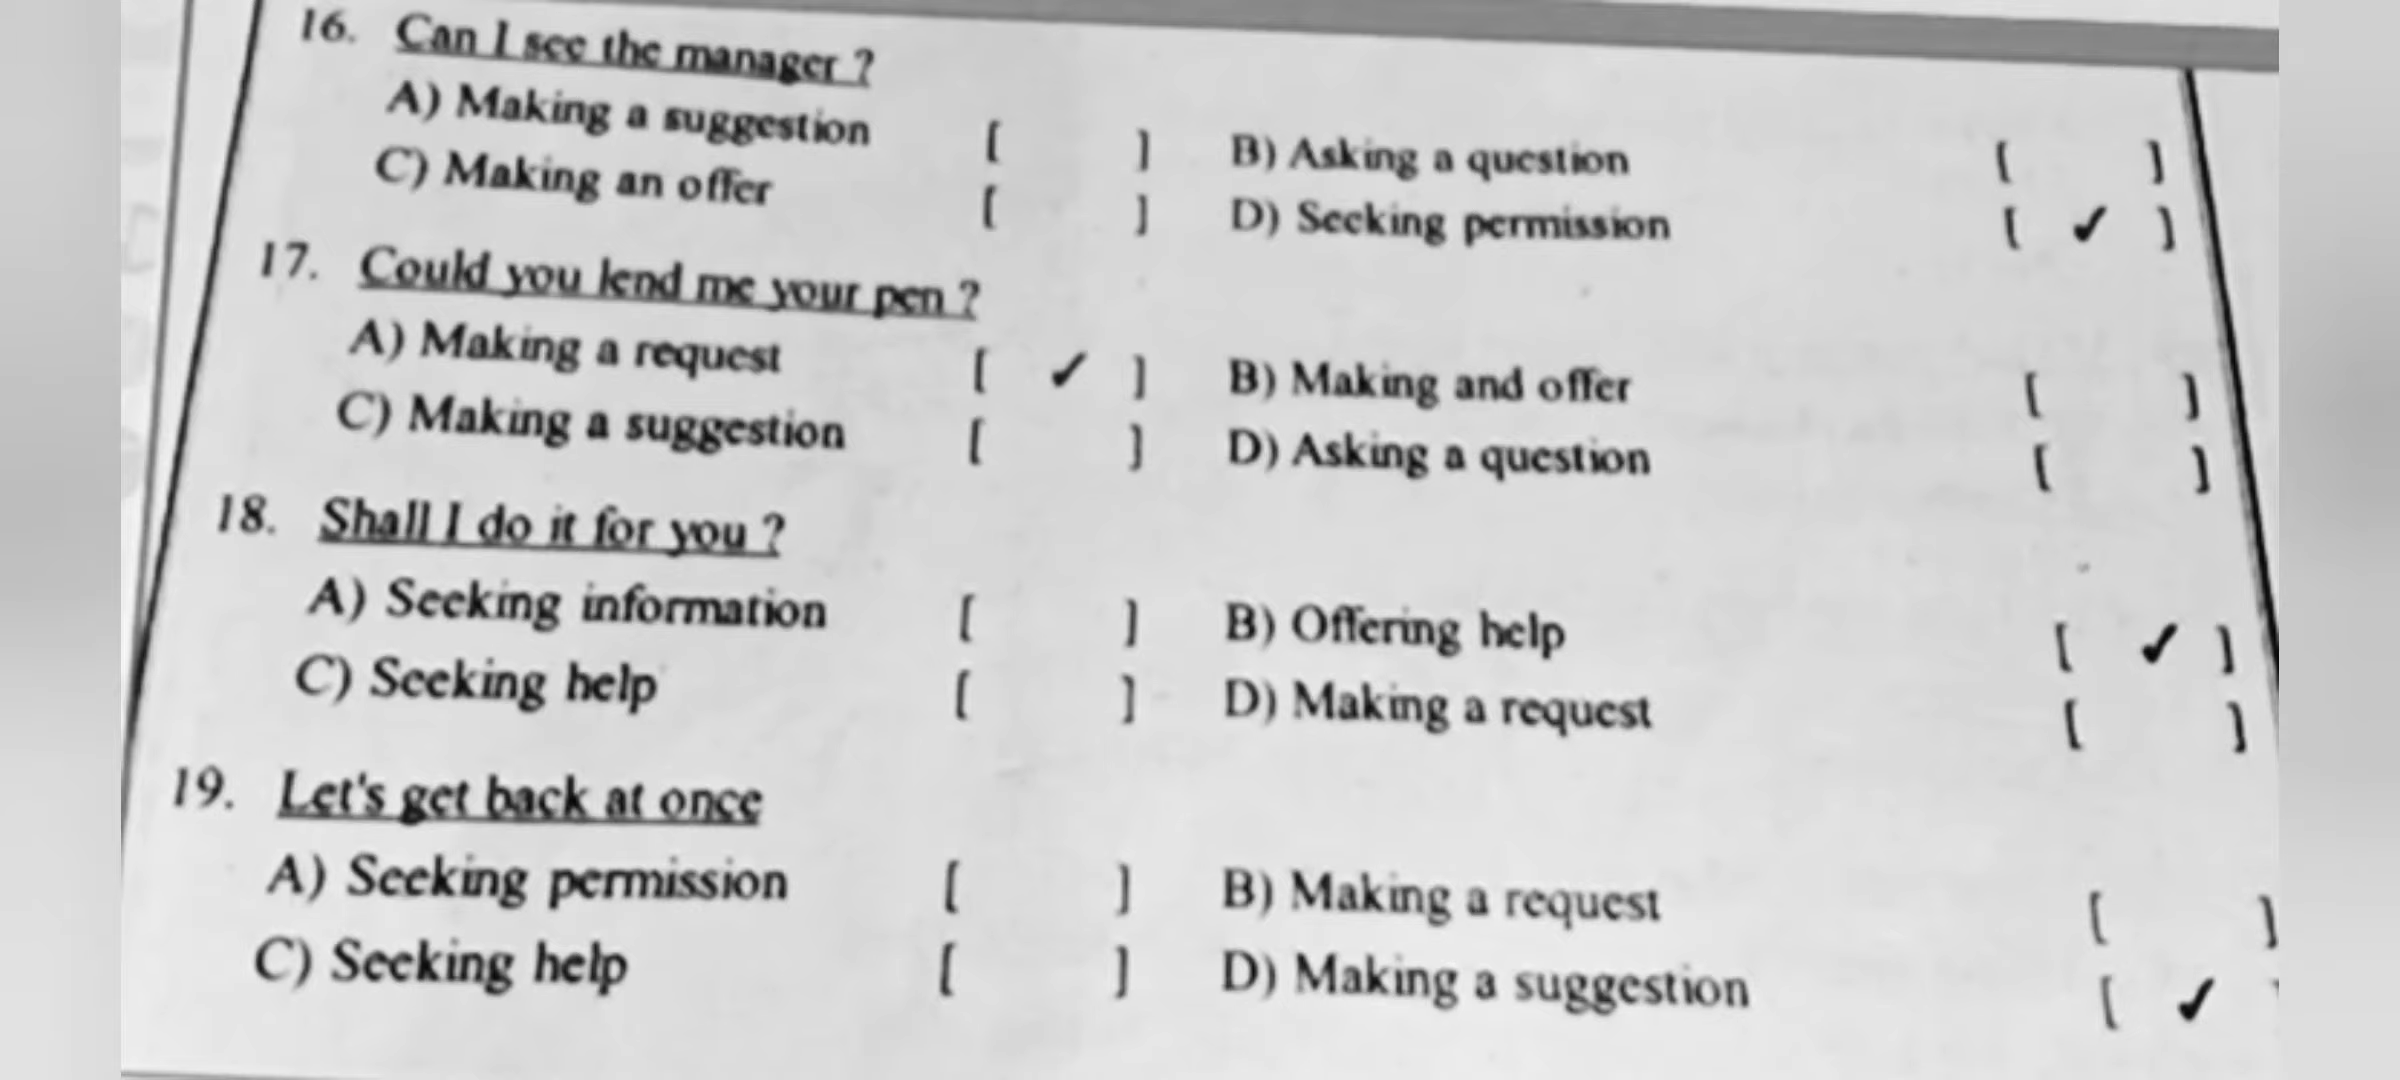 16. Can I see the manager ?
A) Making a suggestion [ ] B) Asking a question [ ]
C) Making an offer [ ] D) Seeking permission [ ✓ ]
17. Could you lend me your pen ?
A) Making a request [ ✓ ] B) Making and offer [ ]
C) Making a suggestion [ ] D) Asking a question [ ]
18. Shall I do it for you ?
A) Seeking information [ ] B) Offering help [ ✓ ]
C) Seeking help [ ] D) Making a request [ ]
19. Let's get back at once
A) Seeking permission [ ] B) Making a request [ ]
C) Seeking help [ ] D) Making a suggestion [ ✓